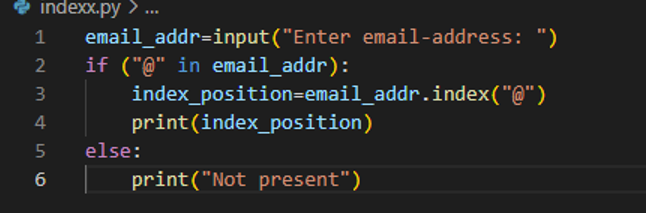 indexx.py > ...
1 email_addr=input("Enter email-address: ")
2 if ("@" in email_addr):
3     index_position=email_addr.index("@")
4     print(index_position)
5 else:
6     print("Not present")